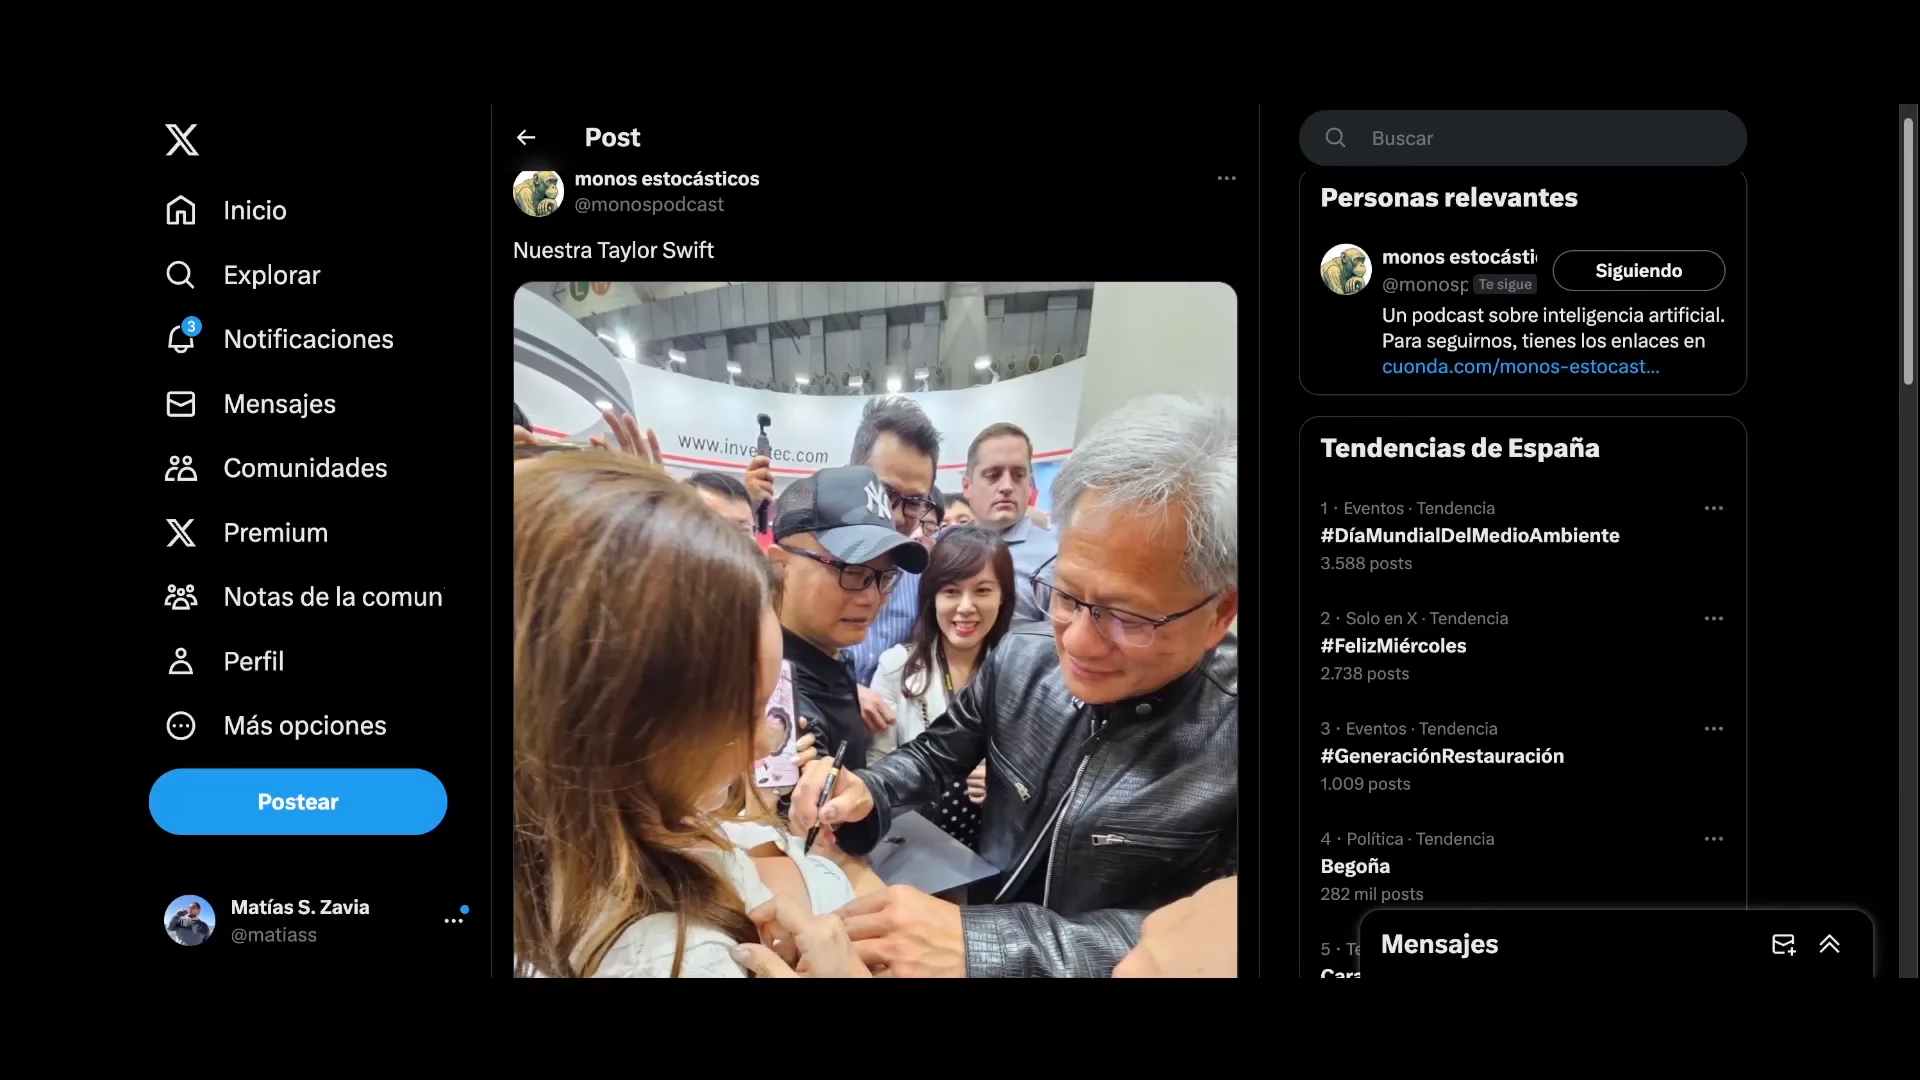 Inicio
Explorar
3
Notificaciones
Mensajes
Comunidades
Premium
Notas de la comun
Perfil
Más opciones
Postear
Matías S. Zavia
@matiass
Post
monos estocásticos
@monospodcast
Nuestra Taylor Swift
www.inve tec.com
NY
Buscar
Personas relevantes
monos estocásti
@monosp Te sigue
Siguiendo
Un podcast sobre inteligencia artificial.
Para seguirnos, tienes los enlaces en
cuonda.com/monos-estocast...
Tendencias de España
1 · Eventos · Tendencia
#DíaMundialDelMedioAmbiente
3.588 posts
2 · Solo en X · Tendencia
#FelizMiércoles
2.738 posts
3 · Eventos · Tendencia
#GeneraciónRestauración
1.009 posts
4 · Política · Tendencia
Begoña
282 mil posts
5 · Te
Cara
Mensajes